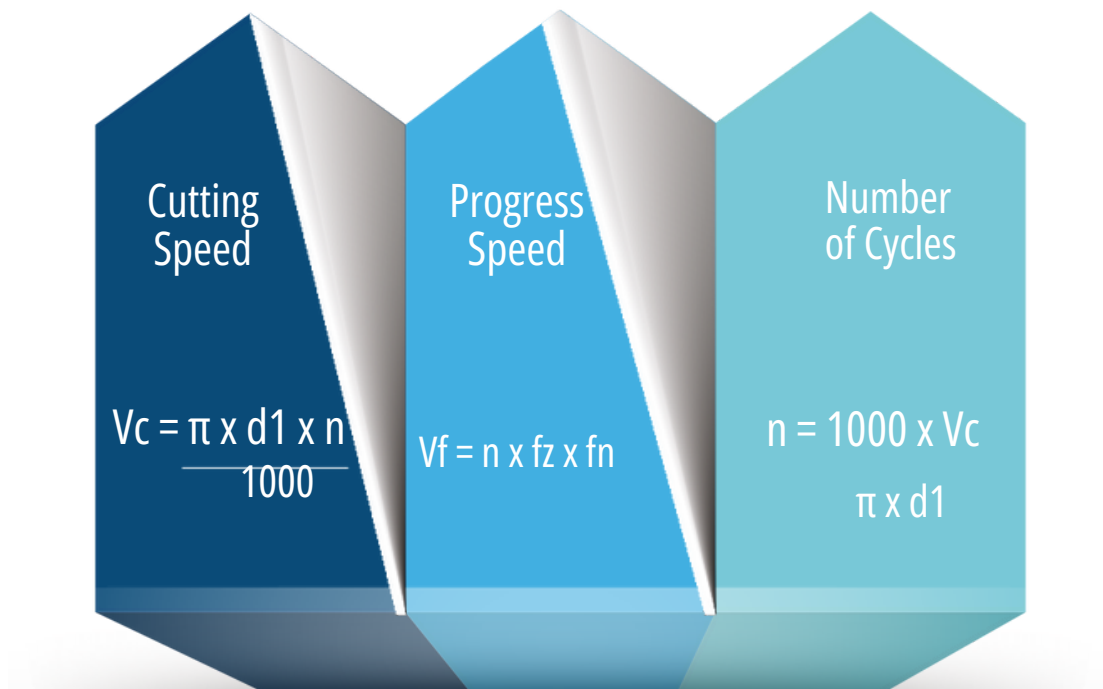 Cutting
Speed
Vc = π x d1 x n
1000
Progress
Speed
Vf = n x fz x fn
Number
of Cycles
n = 1000 x Vc
π x d1